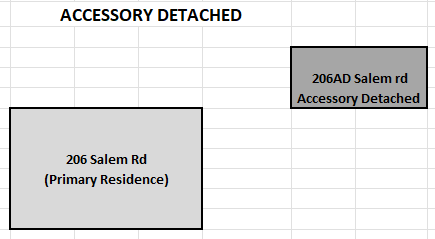 ACCESSORY DETACHED
206AD Salem rd
Accessory Detached
206 Salem Rd
(Primary Residence)